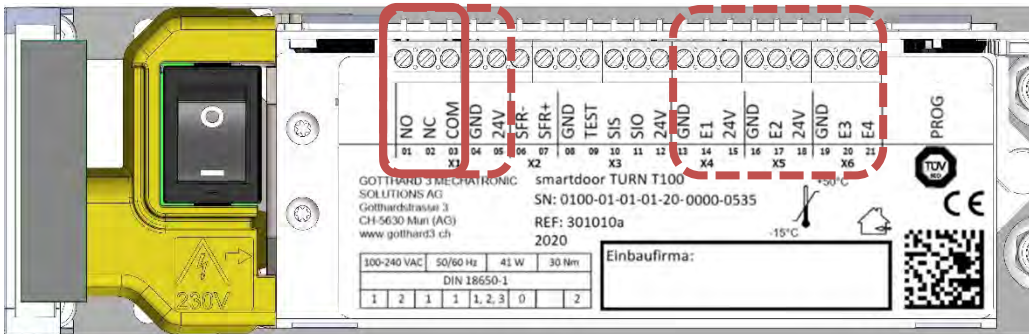 NO NC COM GND 24V SFR- SFR+ GND TEST SIS SIO 24V GND E1 24V GND E2 24V GND E3 E4
01 02 03 04 05 06 07 08 09 10 11 12 13 14 15 16 17 18 19 20 21
X1 X2 X3 X4 X5 X6
PROG
GOTTHARD 3 MECHATRONIC
SOLUTIONS AG
Gotthardstrasse 3
CH-5630 Muri (AG)
www.gotthard3.ch
smartdoor TURN T100
SN: 0100-01-01-01-20-0000-0535
REF: 301010a
2020
+50°C
-15°C
TÜV
CE
100-240 VAC 50/60 Hz 41 W 30 Nm
DIN 18650-1
1 2 1 1 1, 2, 3 0 2
Einbaufirma:
230V